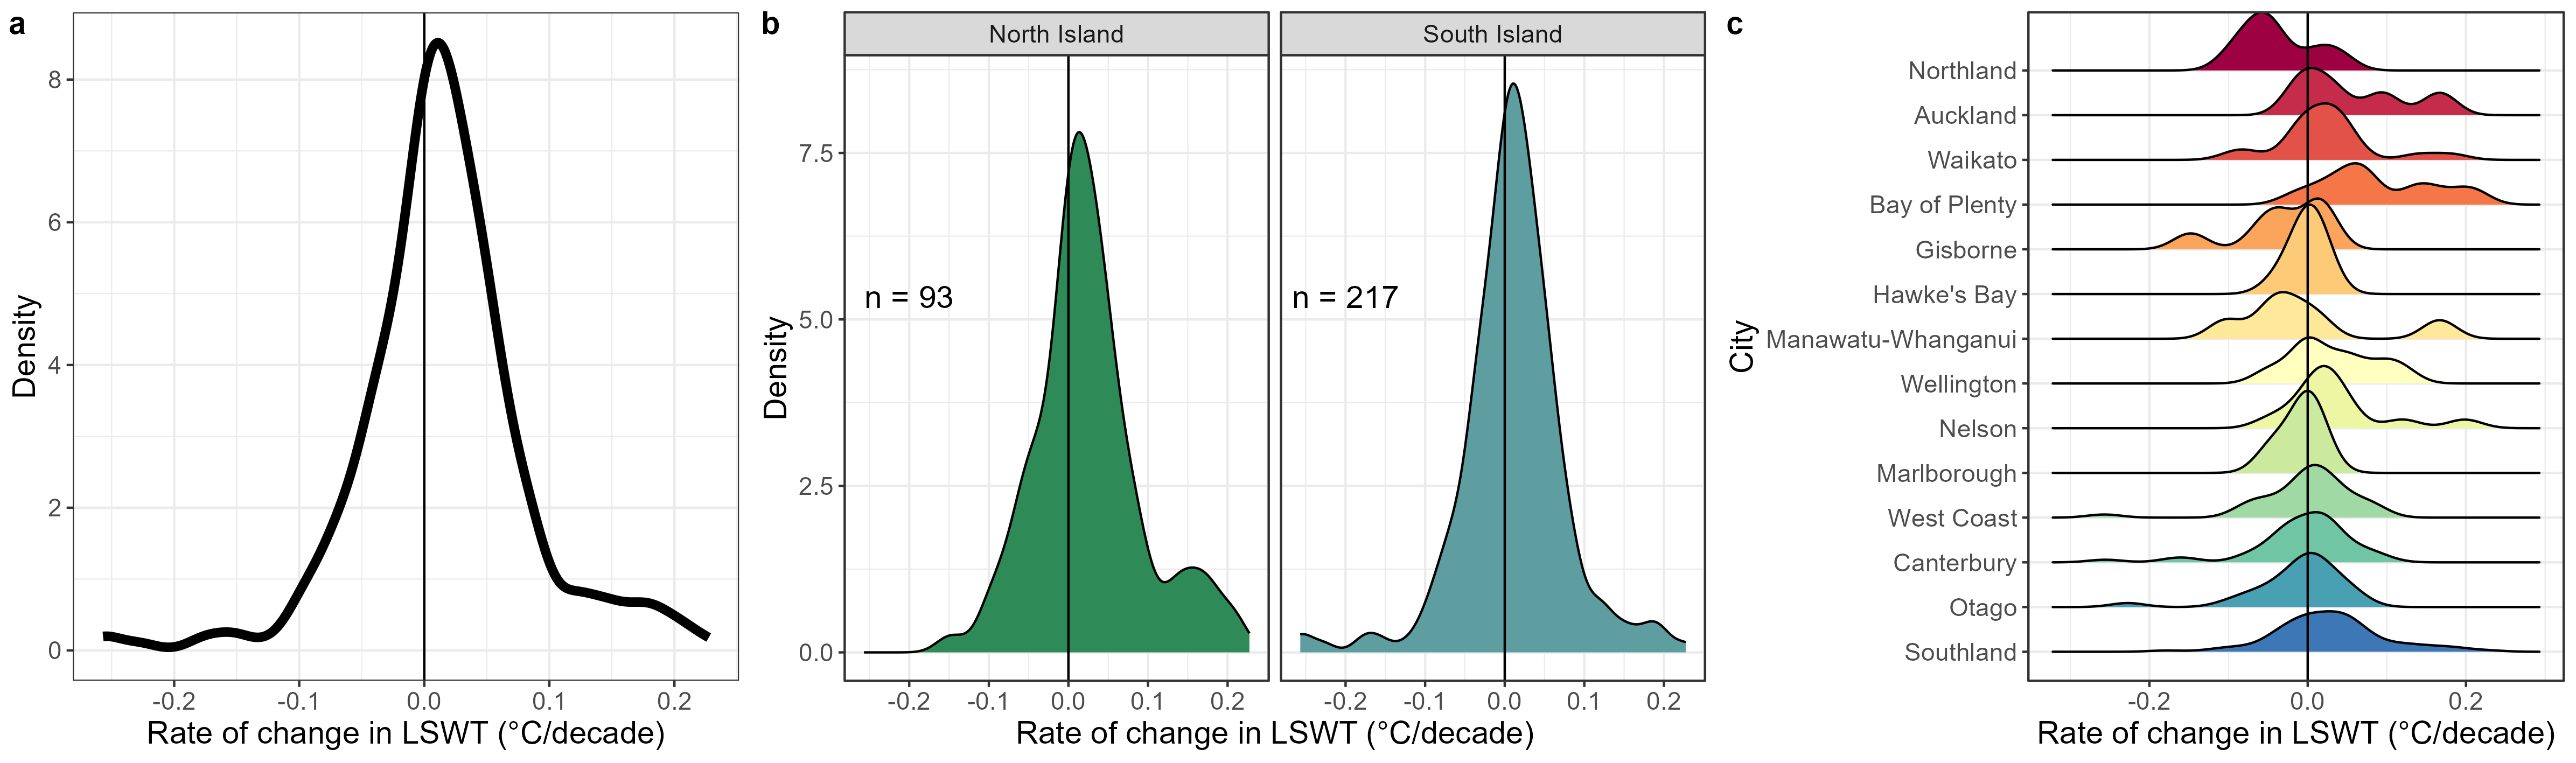 a
8
6
4
2
0
Density
-0.2 -0.1 0.0 0.1 0.2
Rate of change in LSWT (°C/decade)
b
North Island South Island
7.5
5.0
2.5
0.0
Density
n = 93 n = 217
-0.2 -0.1 0.0 0.1 0.2 -0.2 -0.1 0.0 0.1 0.2
Rate of change in LSWT (°C/decade)
c
Northland
Auckland
Waikato
Bay of Plenty
Gisborne
Hawke's Bay
Manawatu-Whanganui
Wellington
Nelson
Marlborough
West Coast
Canterbury
Otago
Southland
City
-0.2 0.0 0.2
Rate of change in LSWT (°C/decade)